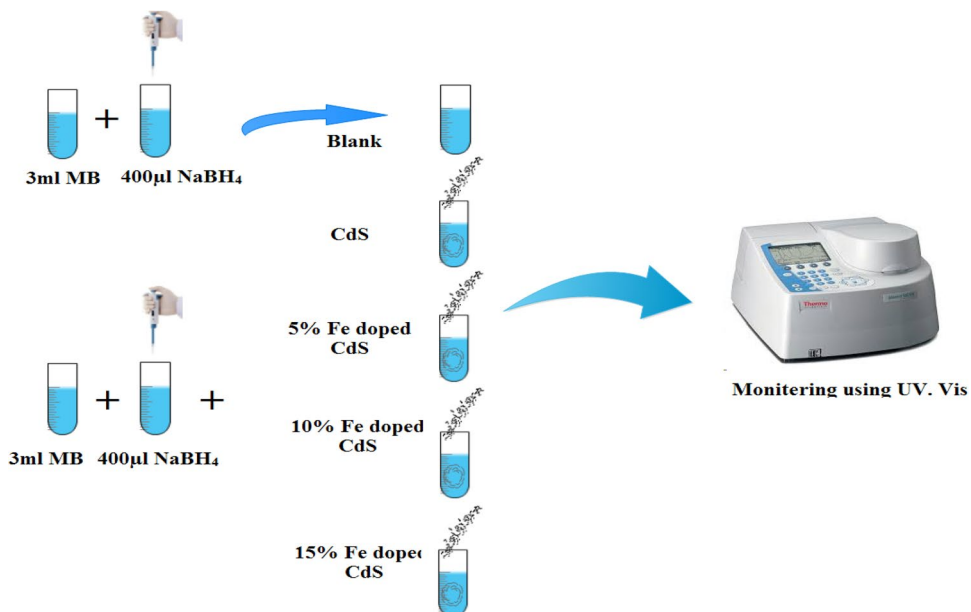 3ml MB
+
400µl NaBH₄
Blank
CdS
5% Fe doped
CdS
3ml MB
+
400µl NaBH₄
+
10% Fe doped
CdS
15% Fe doped
CdS
Thermo
Monitering using UV. Vis